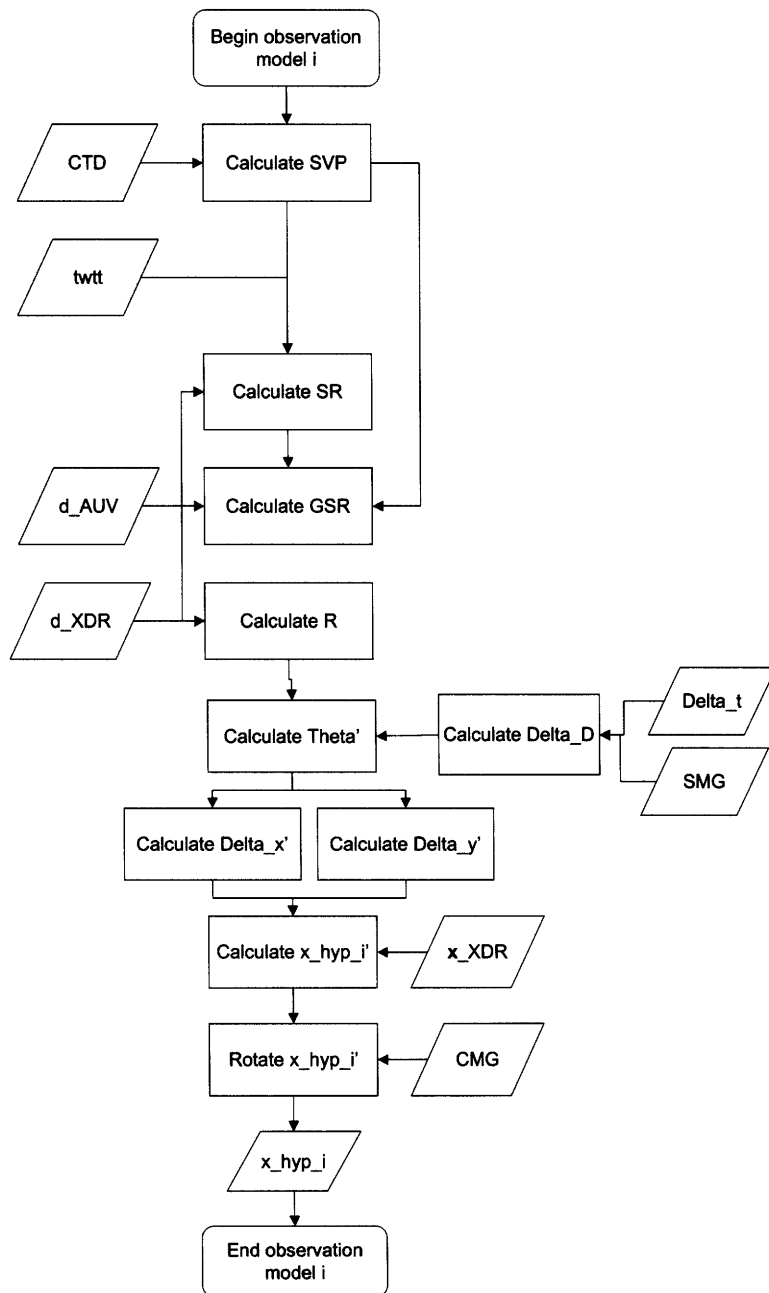 Begin observation
model i
CTD
Calculate SVP
twtt
Calculate SR
d_AUV
Calculate GSR
d_XDR
Calculate R
Calculate Theta'
Calculate Delta_D
Delta_t
SMG
Calculate Delta_x'
Calculate Delta_y'
Calculate x_hyp_i'
x_XDR
Rotate x_hyp_i'
CMG
x_hyp_i
End observation
model i